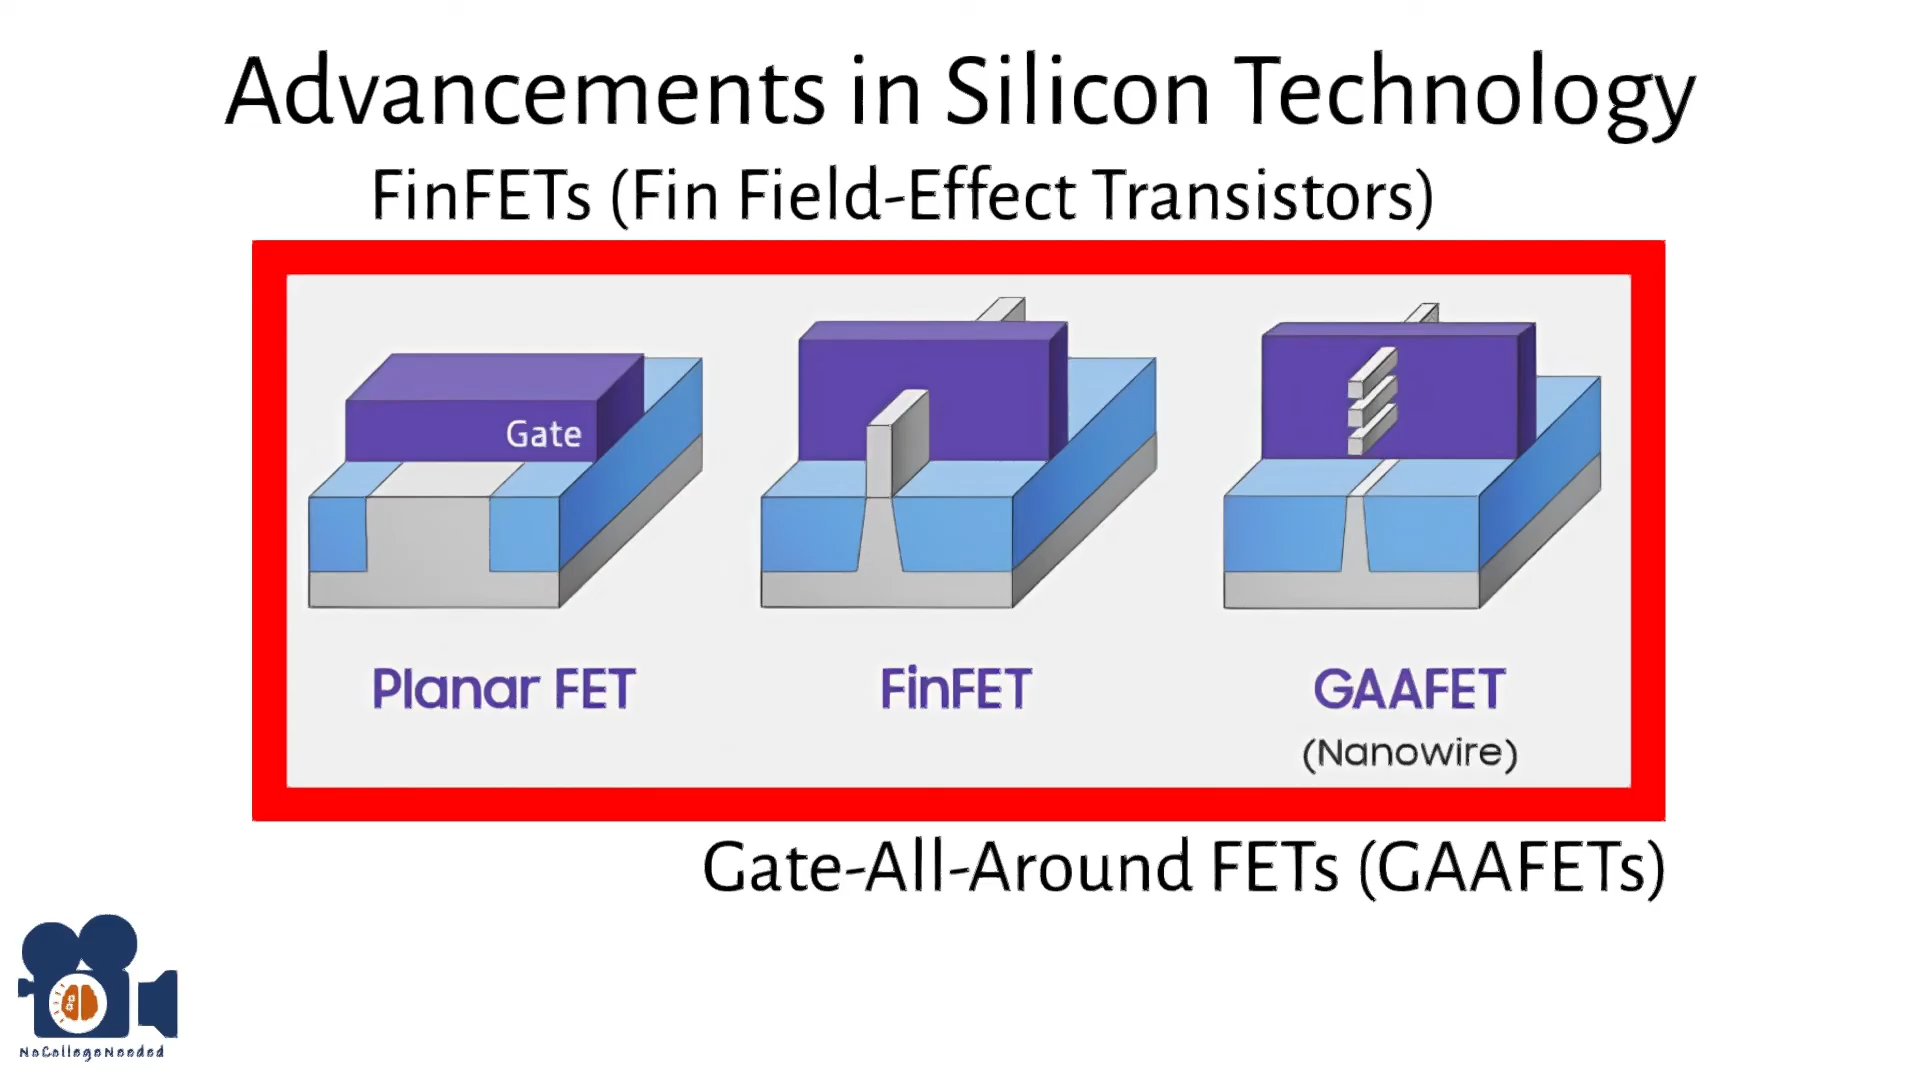 Advancements in Silicon Technology
FinFETs (Fin Field-Effect Transistors)
Gate
Planar FET
FinFET
GAAFET
(Nanowire)
Gate-All-Around FETs (GAAFETs)
NoCollegeNeeded